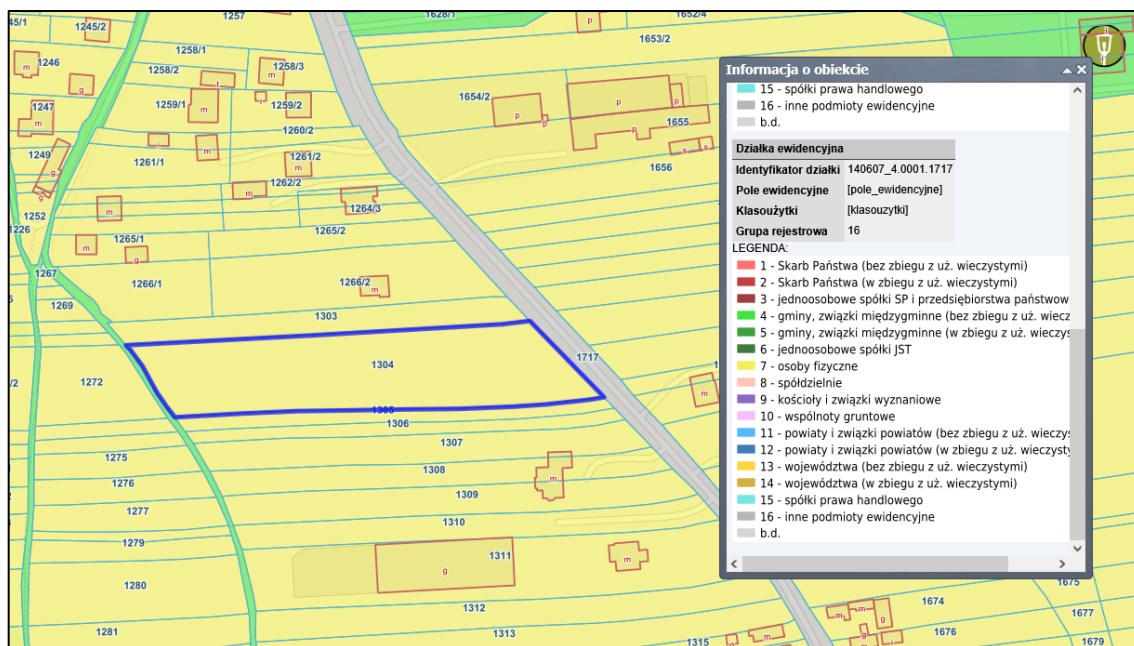 45/1
1245/2
1257
1628/1
1652/4
1653/2
p
m
1246
g
1258/1
1258/2
1258/3
m
t
1247
m
1259/1
m
i
1259/2
1260/2
1654/2
p
p
p
p
p
1655
s
s
1249
g
g
i
1261/1
m
1261/2
m
1262/2
m
1656
1252
1226
m
1264/3
1265/2
1265/1
m
g
1267
1266/1
1266/2
m
1269
1303
1304
1717
/2
1272
m
1305
1306
1307
1275
1308
1276
m
1309
1277
1310
1279
1311
g
m
1280
1312
1281
1313
1315
m
m
m
g
g
i
1674
1675
1676
1677
1679
Informacja o obiekcie
15 - spółki prawa handlowego
16 - inne podmioty ewidencyjne
b.d.
Działka ewidencyjna
Identyfikator działki 140607_4.0001.1717
Pole ewidencyjne [pole_ewidencyjne]
Klasoużytki [klasouzytki]
Grupa rejestrowa 16
LEGENDA:
1 - Skarb Państwa (bez zbiegu z uż. wieczystymi)
2 - Skarb Państwa (w zbiegu z uż. wieczystymi)
3 - jednoosobowe spółki SP i przedsiębiorstwa państwow
4 - gminy, związki międzygminne (bez zbiegu z uż. wiecz
5 - gminy, związki międzygminne (w zbiegu z uż. wieczys
6 - jednoosobowe spółki JST
7 - osoby fizyczne
8 - spółdzielnie
9 - kościoły i związki wyznaniowe
10 - wspólnoty gruntowe
11 - powiaty i związki powiatów (bez zbiegu z uż. wieczys
12 - powiaty i związki powiatów (w zbiegu z uż. wieczysty
13 - województwa (bez zbiegu z uż. wieczystymi)
14 - województwa (w zbiegu z uż. wieczystymi)
15 - spółki prawa handlowego
16 - inne podmioty ewidencyjne
b.d.